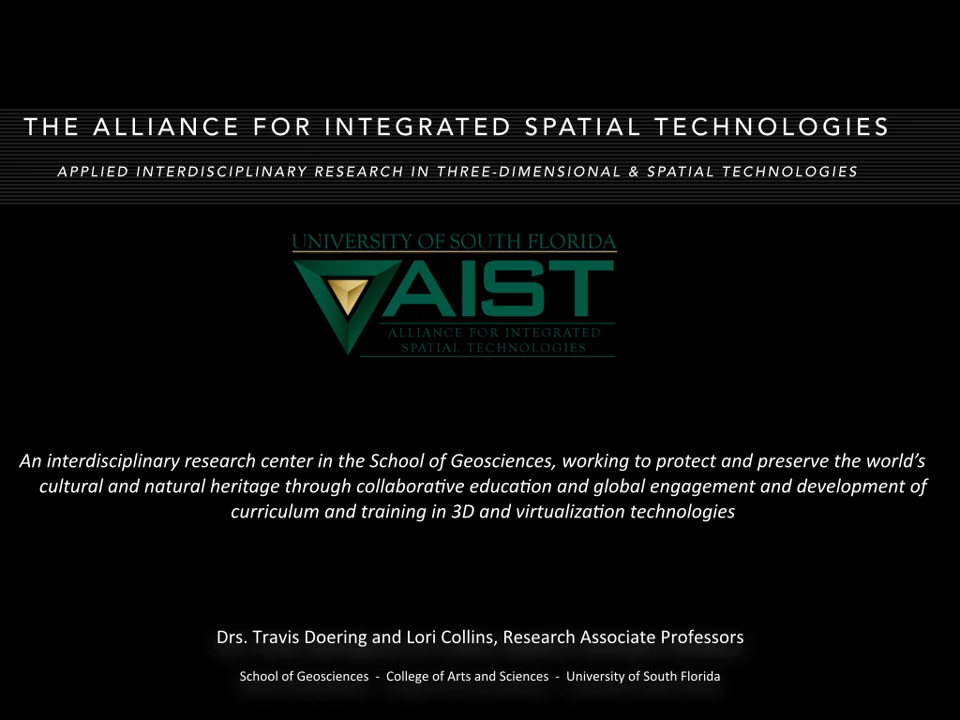 THE ALLIANCE FOR INTEGRATED SPATIAL TECHNOLOGIES
APPLIED INTERDISCIPLINARY RESEARCH IN THREE-DIMENSIONAL & SPATIAL TECHNOLOGIES
UNIVERSITY OF SOUTH FLORIDA
AIST
ALLIANCE FOR INTEGRATED
SPATIAL TECHNOLOGIES
An interdisciplinary research center in the School of Geosciences, working to protect and preserve the world’s
cultural and natural heritage through collaborative education and global engagement and development of
curriculum and training in 3D and virtualization technologies
Drs. Travis Doering and Lori Collins, Research Associate Professors
School of Geosciences - College of Arts and Sciences - University of South Florida